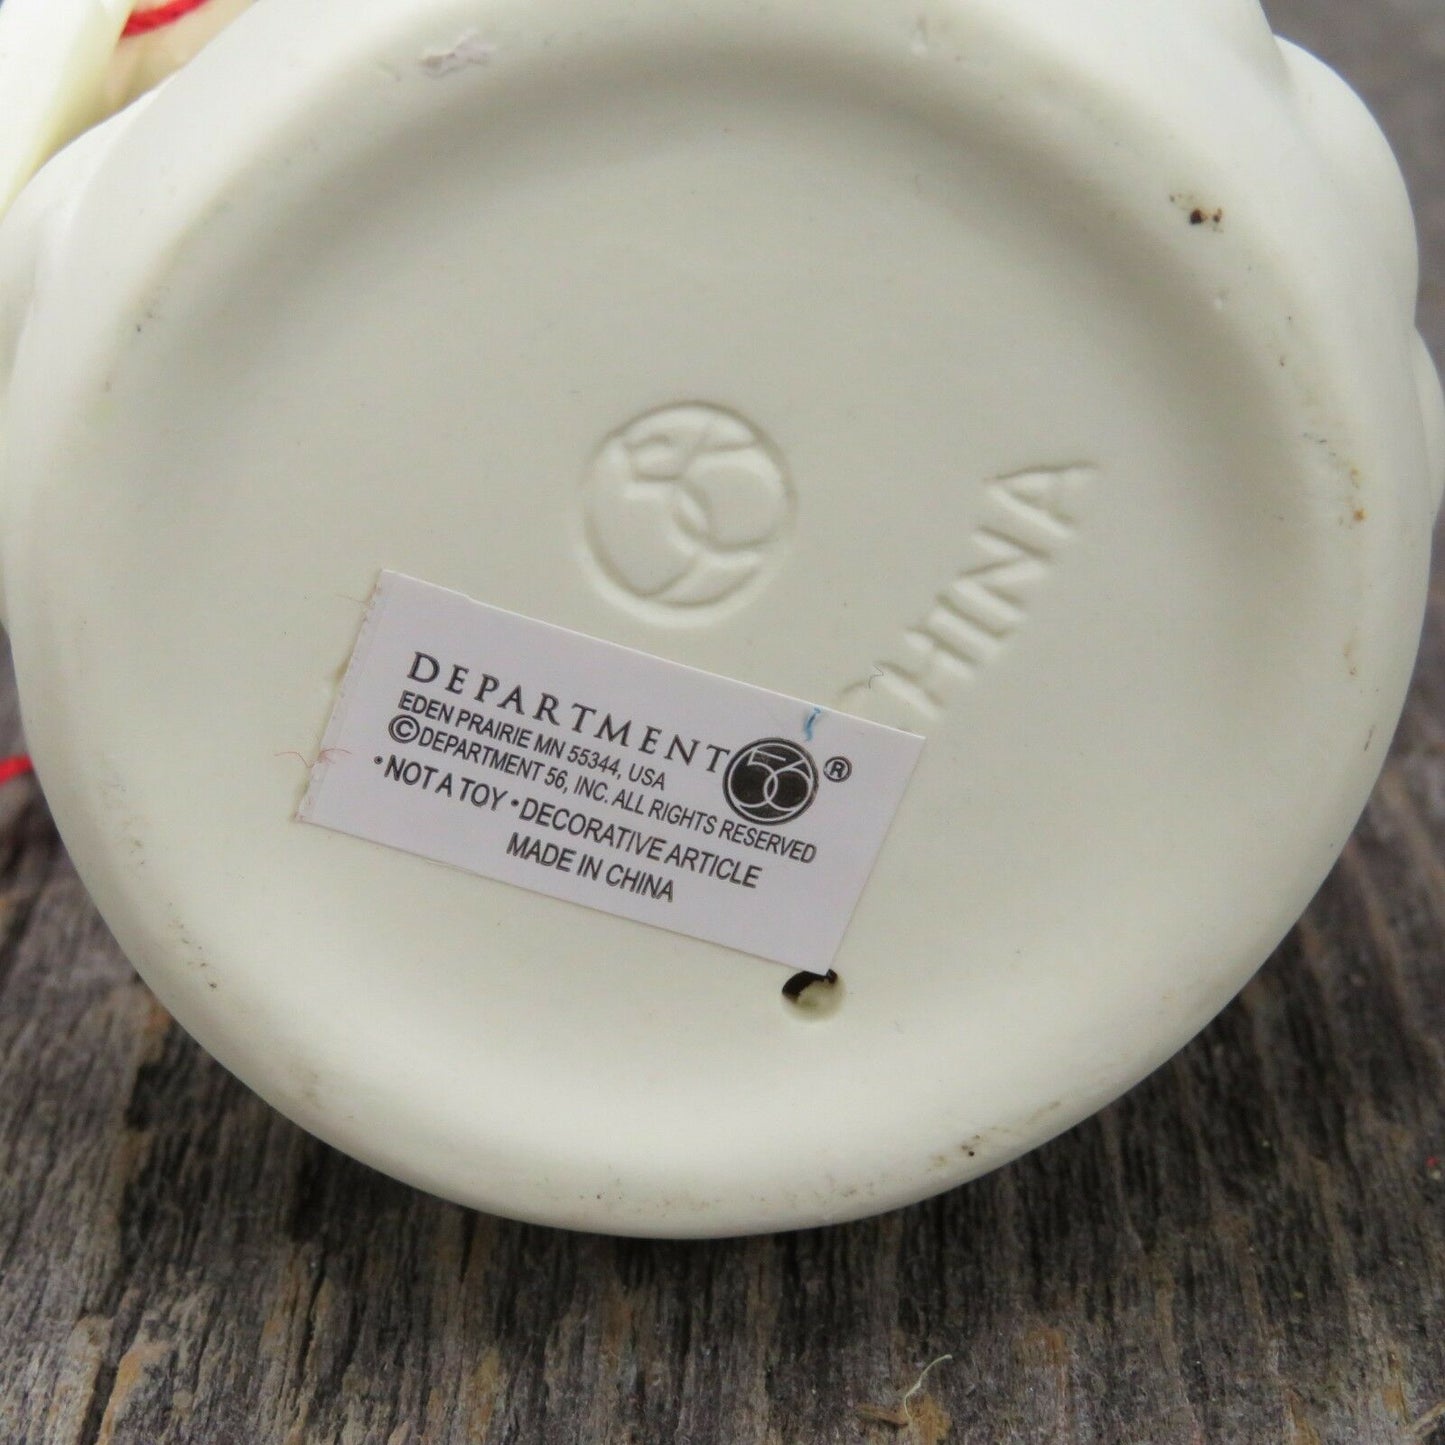 56
CHINA
DEPARTMENT 56 ®
EDEN PRAIRIE MN 55344, USA
©DEPARTMENT 56, INC. ALL RIGHTS RESERVED
•NOT A TOY •DECORATIVE ARTICLE
MADE IN CHINA